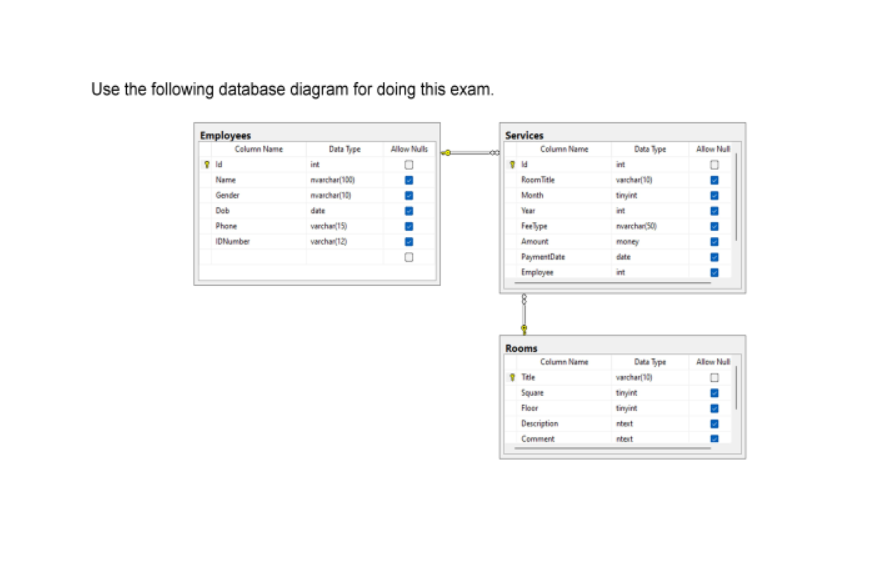 Use the following database diagram for doing this exam.
Employees
Column Name Data Type Allow Nulls
Id int
Name nvarchar(100)
Gender nvarchar(10)
Dob date
Phone varchar(15)
IDNumber varchar(12)
Services
Column Name Data Type Allow Null
Id int
RoomTitle varchar(10)
Month tinyint
Year int
FeeType nvarchar(50)
Amount money
PaymentDate date
Employee int
Rooms
Column Name Data Type Allow Null
Title varchar(10)
Square tinyint
Floor tinyint
Description ntext
Comment ntext